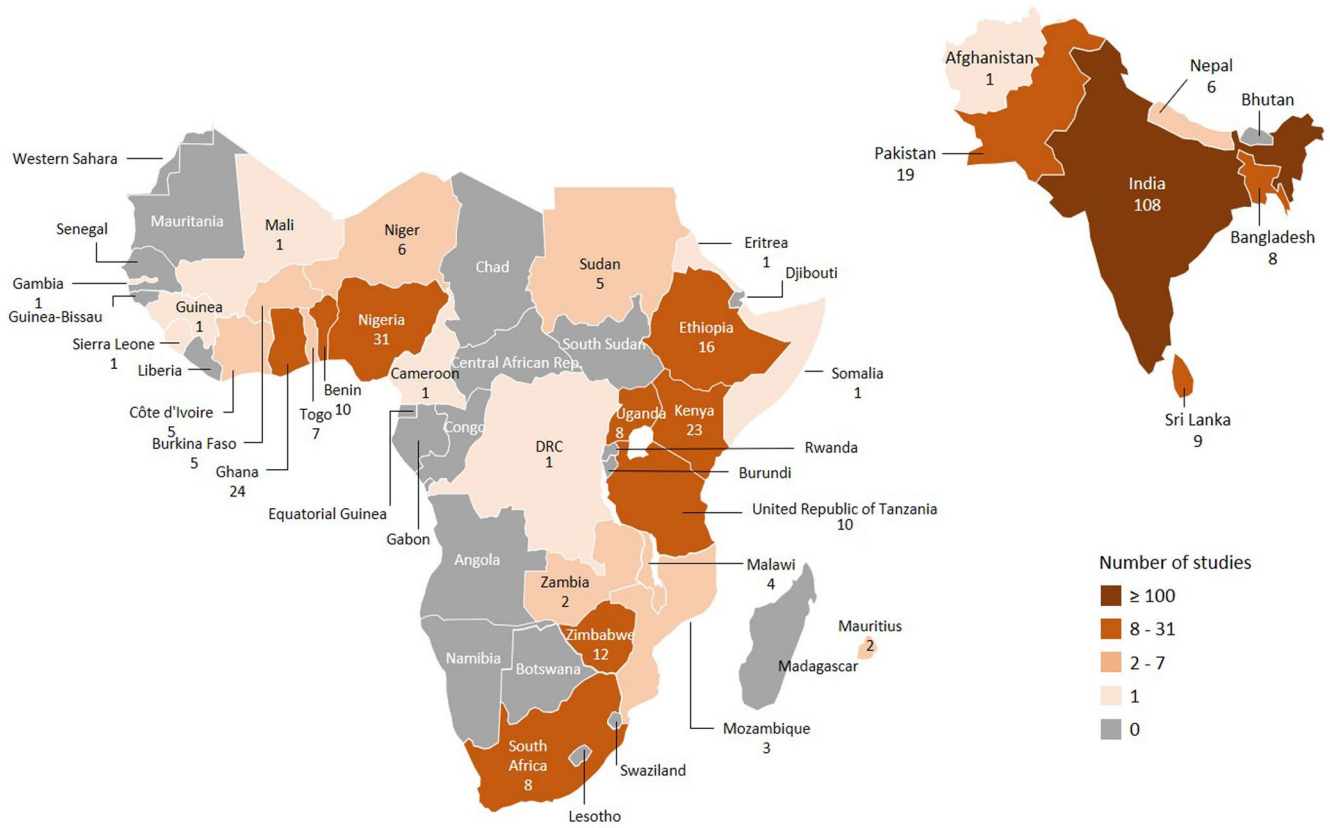 Afghanistan
1
Nepal
6
Bhutan
Pakistan
19
India
108
Bangladesh
8
Sri Lanka
9
Western Sahara
Mauritania
Senegal
Mali
1
Niger
6
Chad
Sudan
5
Eritrea
1
Djibouti
Gambia
1
Guinea-Bissau
Guinea
1
Nigeria
31
Ethiopia
16
Sierra Leone
1
Liberia
South Sudan
Central African Rep.
Cameroon
1
Somalia
1
Benin
10
Togo
7
Côte d'Ivoire
5
Burkina Faso
5
Ghana
24
Congo
DRC
1
Uganda
8
Kenya
23
Rwanda
Burundi
Equatorial Guinea
Gabon
United Republic of Tanzania
10
Angola
Zambia
2
Malawi
4
Zimbabwe
12
Mauritius
2
Madagascar
Namibia
Botswana
Mozambique
3
South
Africa
8
Swaziland
Lesotho
Number of studies
≥ 100
8 - 31
2 - 7
1
0